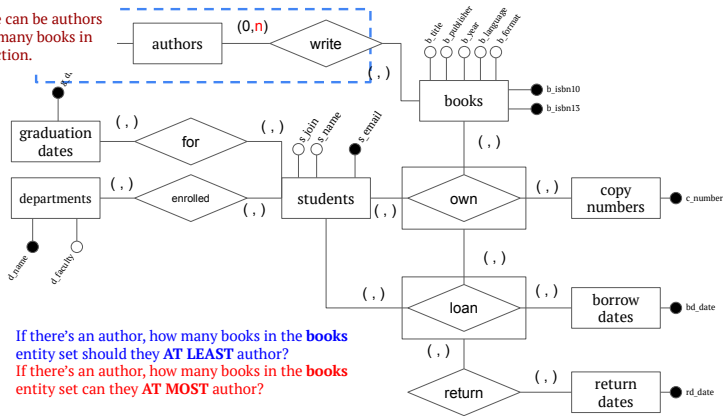 e can be authors
many books in
ction.
authors
(0,n)
write
( , )
b_title
b_publisher
b_year
b_language
b_format
books
b_isbn10
b_isbn13
( , )
graduation
dates
( , )
for
( , )
s_join
s_name
s_email
departments
( , )
enrolled
( , )
students
( , )
own
( , )
copy
numbers
c_number
d_name
d_faculty
( , )
( , )
loan
( , )
borrow
dates
bd_date
( , )
return
( , )
return
dates
rd_date
If there's an author, how many books in the books
entity set should they AT LEAST author?
If there's an author, how many books in the books
entity set can they AT MOST author?